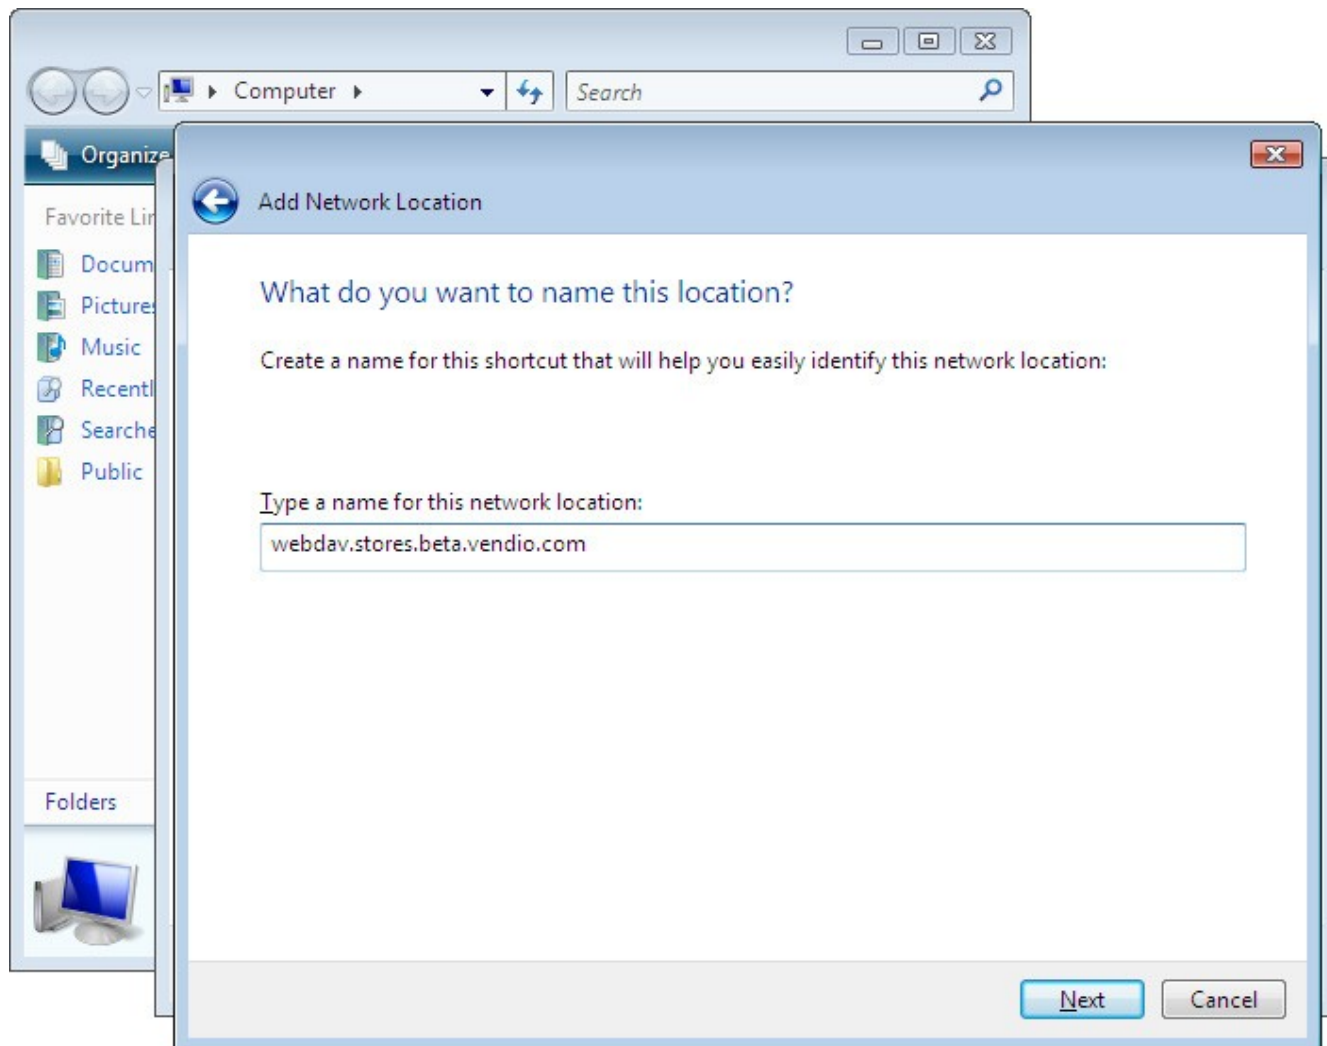 Computer
Search
Organize
Add Network Location
Favorite Lin
Docum
Pictures
Music
Recentl
Searche
Public
What do you want to name this location?
Create a name for this shortcut that will help you easily identify this network location:
Type a name for this network location:
webdav.stores.beta.vendio.com
Folders
Next
Cancel